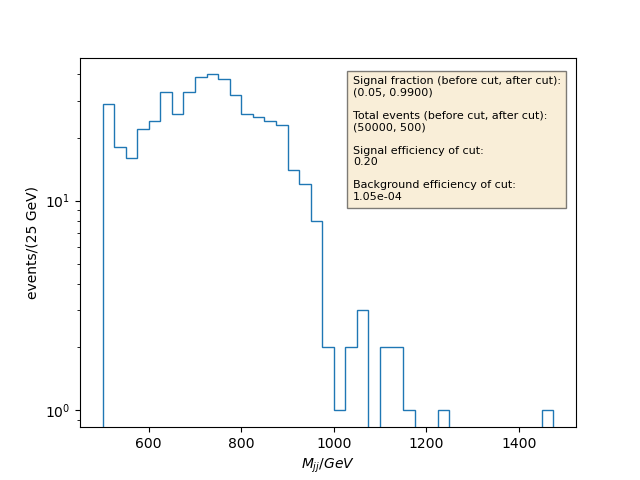 Signal fraction (before cut, after cut):
(0.05, 0.9900)
Total events (before cut, after cut):
(50000, 500)
Signal efficiency of cut:
0.20
Background efficiency of cut:
1.05e-04
events/(25 GeV)
10¹
10⁰
600 800 1000 1200 1400
M_{jj}/GeV